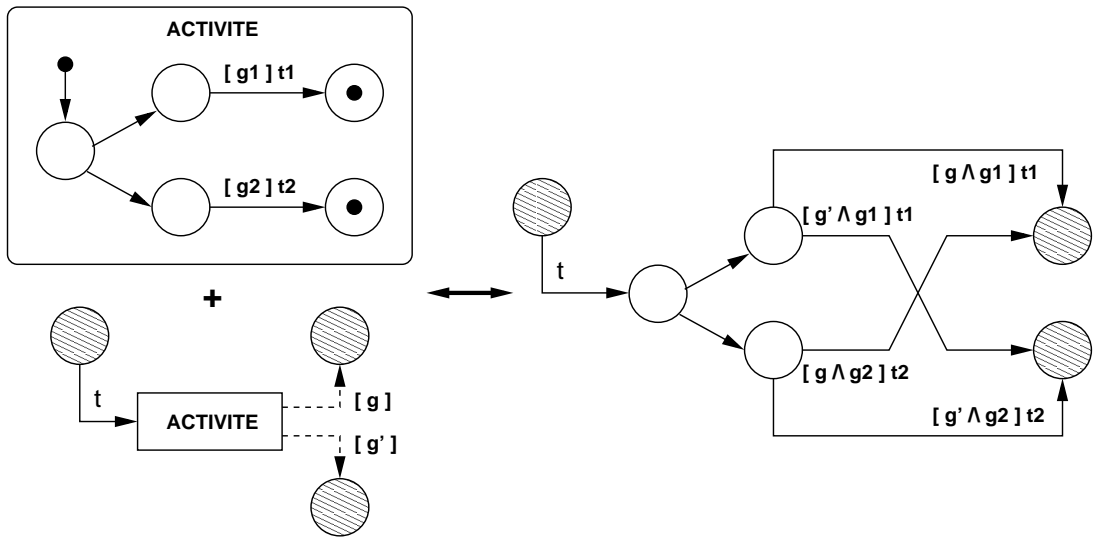 ACTIVITE
[ g1 ] t1
[ g2 ] t2
+
t
ACTIVITE
[ g ]
[ g’ ]
t
[ g /\ g1 ] t1
[ g’ /\ g1 ] t1
[ g /\ g2 ] t2
[ g’ /\ g2 ] t2